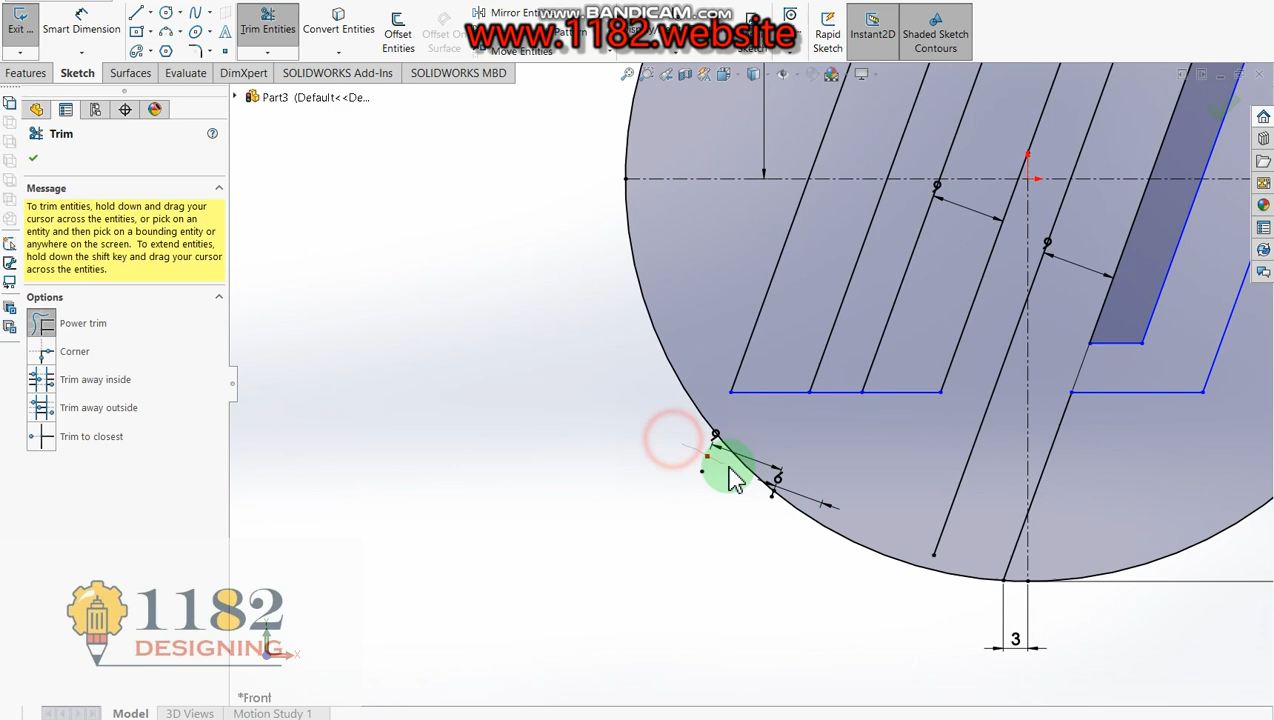 www.BANDICAM.com
www.1182.website
Exit ...
Smart Dimension
Trim Entities
Convert Entities
Offset Entities
Offset On Surface
Mirror Entities
Pattern
Move Entities
Rapid Sketch
Instant2D
Shaded Sketch Contours
Features
Sketch
Surfaces
Evaluate
DimXpert
SOLIDWORKS Add-Ins
SOLIDWORKS MBD
Part3 (Default<<De...
Trim
Message
To trim entities, hold down and drag your
cursor across the entities, or pick on an
entity and then pick on a bounding entity or
anywhere on the screen. To extend entities,
hold down the shift key and drag your cursor
across the entities.
Options
Power trim
Corner
Trim away inside
Trim away outside
Trim to closest
3
1182
DESIGNING
Y
X
*Front
Model
3D Views
Motion Study 1